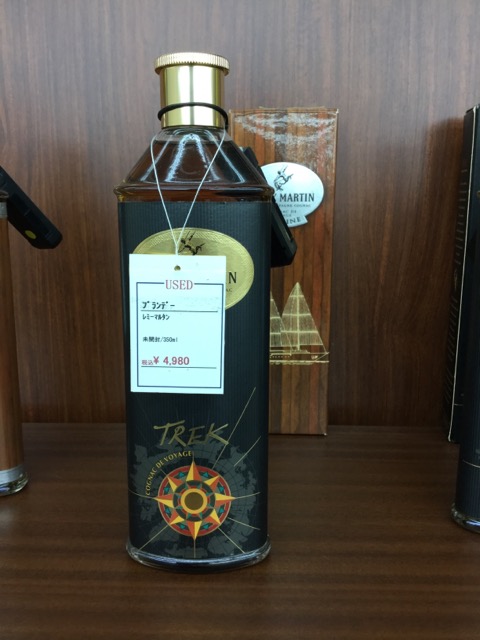 USED
ブランデー
レミーマルタン
未開封/350ml
税込¥ 4,980
TREK
COGNAC DE VOYAGE
MARTIN